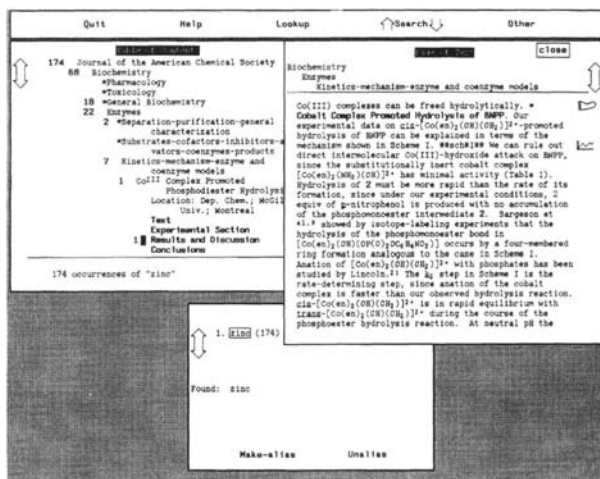 Quit Help Lookup Search Other
174 Journal of the American Chemical Society
68 Biochemistry
*Pharmacology
*Toxicology
18 *General Biochemistry
22 Enzymes
2 *Separation-purification-general
characterization
*Substrates-cofactors-inhibitors-a
vators-coenzymes-products
7 Kinetics-mechanism-enzyme and
coenzyme models
1 Co^III Complex Promoted
Phosphodiester Hydrolysi
Location: Dep. Chem.; McGil
Univ.; Montreal
Text
Experimental Section
1 Results and Discussion
Conclusions
174 occurrences of "zinc"
close
Biochemistry
Enzymes
Kinetics-mechanism-enzyme and coenzyme models
Co(III) complexes can be freed hydrolytically. *
Cobalt Complex Promoted Hydrolysis of BNPP. Our
experimental data on cis-[Co(en)₂(OH)(OH₂)]²⁺-promoted
hydrolysis of BNPP can be explained in terms of the
mechanism shown in Scheme I. We can rule out
direct intermolecular Co(III)-hydroxide attack on BNPP,
since the substitutionally inert cobalt complex
[Co(en)₂(NH₃)(OH)]²⁺ has minimal activity (Table I).
Hydrolysis of 2 must be more rapid than the rate of its
formation, since under our experimental conditions, 2
equiv of p-nitrophenol is produced with no accumulation
of the phosphomonoester intermediate 2. Sargeson et
al.⁹ showed by isotope-labeling experiments that the
hydrolysis of the phosphomonoester bond in
[Co(en)₂(OH)(OP(O)₂OC₆H₄NO₂)] occurs by a four-membered
ring formation analogous to the case in Scheme I.
Anation of [Co(en)₂(OH)(OH₂)]²⁺ with phosphates has been
studied by Lincoln.²¹ The step in Scheme I is the
rate-determining step, since anation of the cobalt
complex is faster than our observed hydrolysis reaction.
cis-[Co(en)₂(OH)(OH₂)]²⁺ is in rapid equilibrium with
trans-[Co(en)₂(OH)(OH₂)]²⁺ during the course of the
phosphoester hydrolysis reaction. At neutral pH the
1. zinc (174)
Found: zinc
Make-alias Unalias